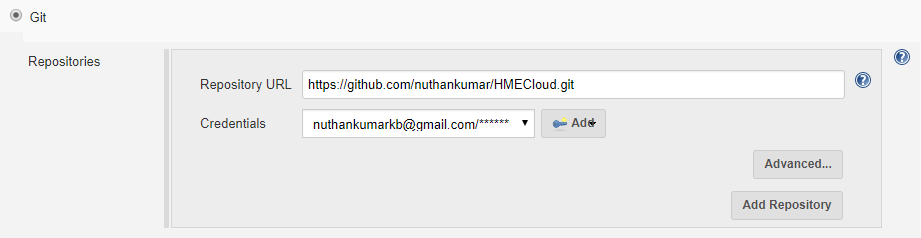 Git
Repositories
Repository URL https://github.com/nuthankumar/HMECloud.git
Credentials nuthankumarkb@gmail.com/****** Add
Advanced...
Add Repository